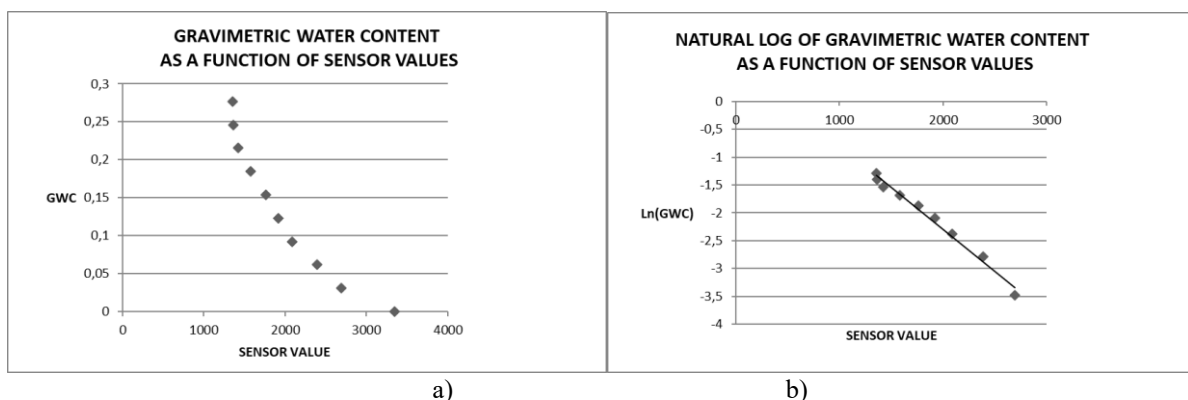 GRAVIMETRIC WATER CONTENT
AS A FUNCTION OF SENSOR VALUES
0,3
0,25
0,2
0,15
0,1
0,05
0
GWC
0 1000 2000 3000 4000
SENSOR VALUE
NATURAL LOG OF GRAVIMETRIC WATER CONTENT
AS A FUNCTION OF SENSOR VALUES
0 1000 2000 3000
0
-0,5
-1
-1,5
-2
-2,5
-3
-3,5
-4
Ln(GWC)
SENSOR VALUE
a) b)